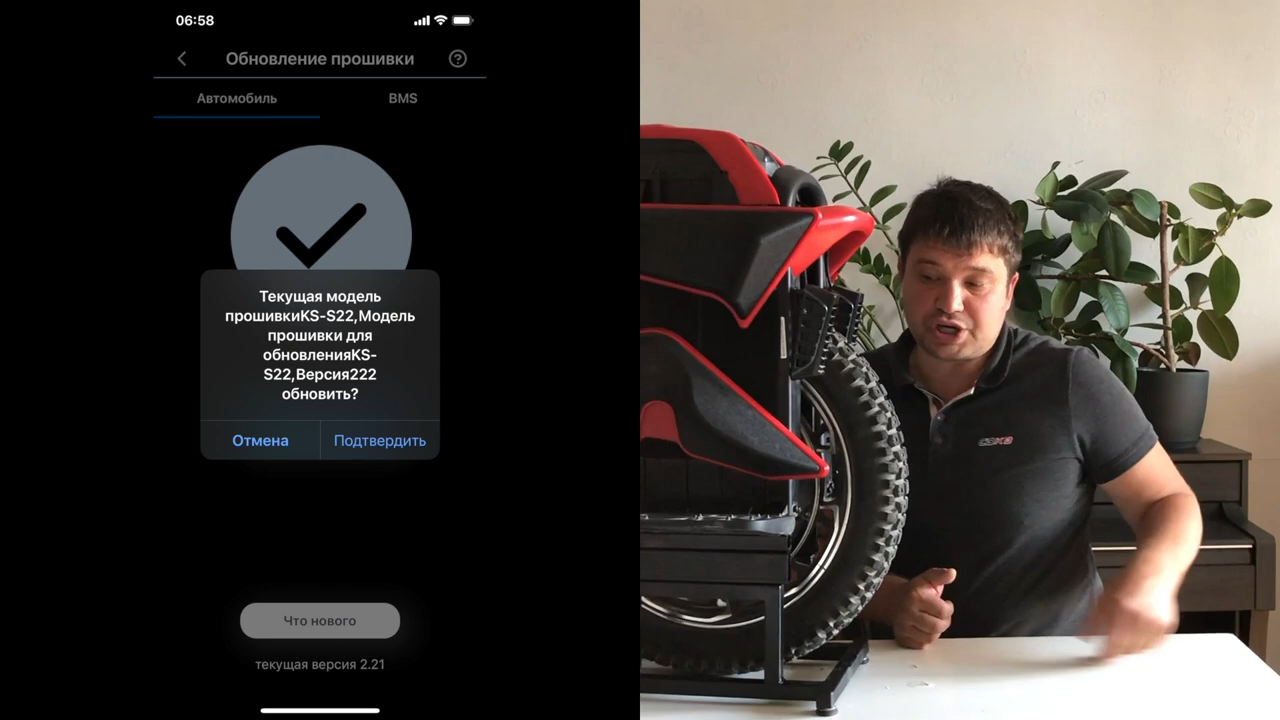 06:58
Обновление прошивки
Автомобиль
BMS
Текущая модель
прошивкиKS-S22,Модель
прошивки для
обновленияKS-
S22,Версия222
обновить?
Отмена
Подтвердить
Что нового
текущая версия 2.21